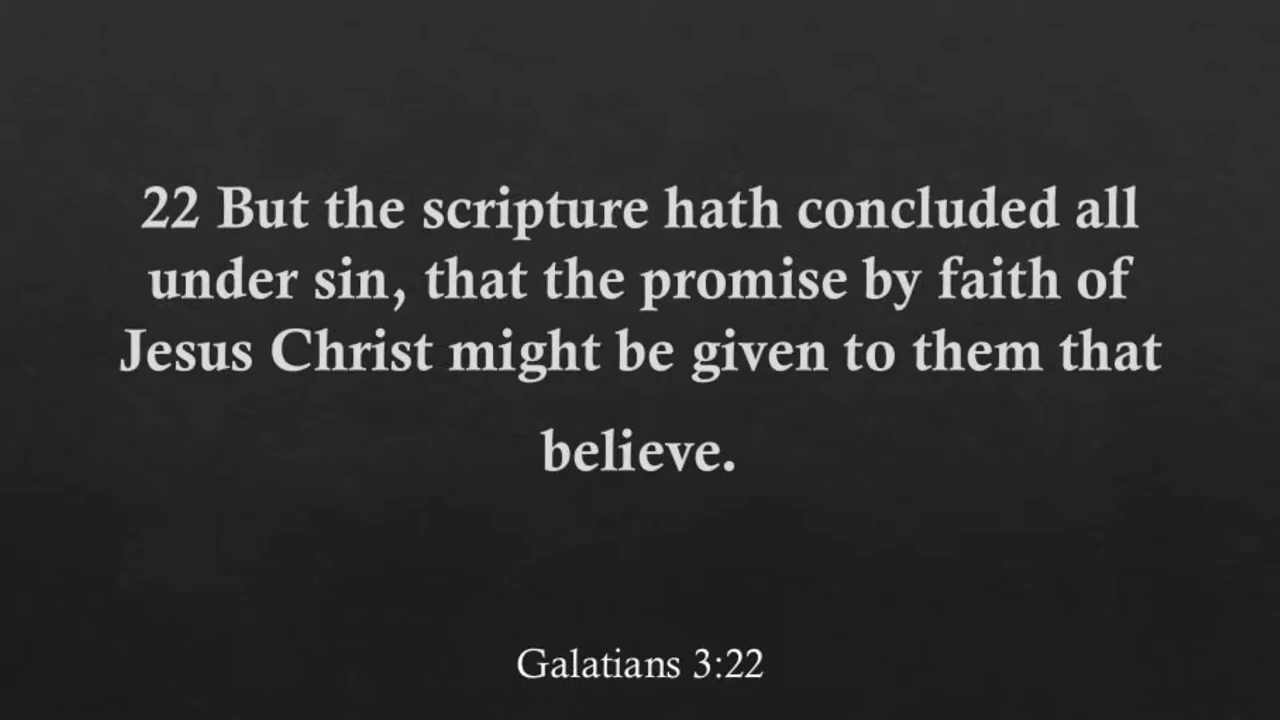 22 But the scripture hath concluded all
under sin, that the promise by faith of
Jesus Christ might be given to them that
believe.
Galatians 3:22